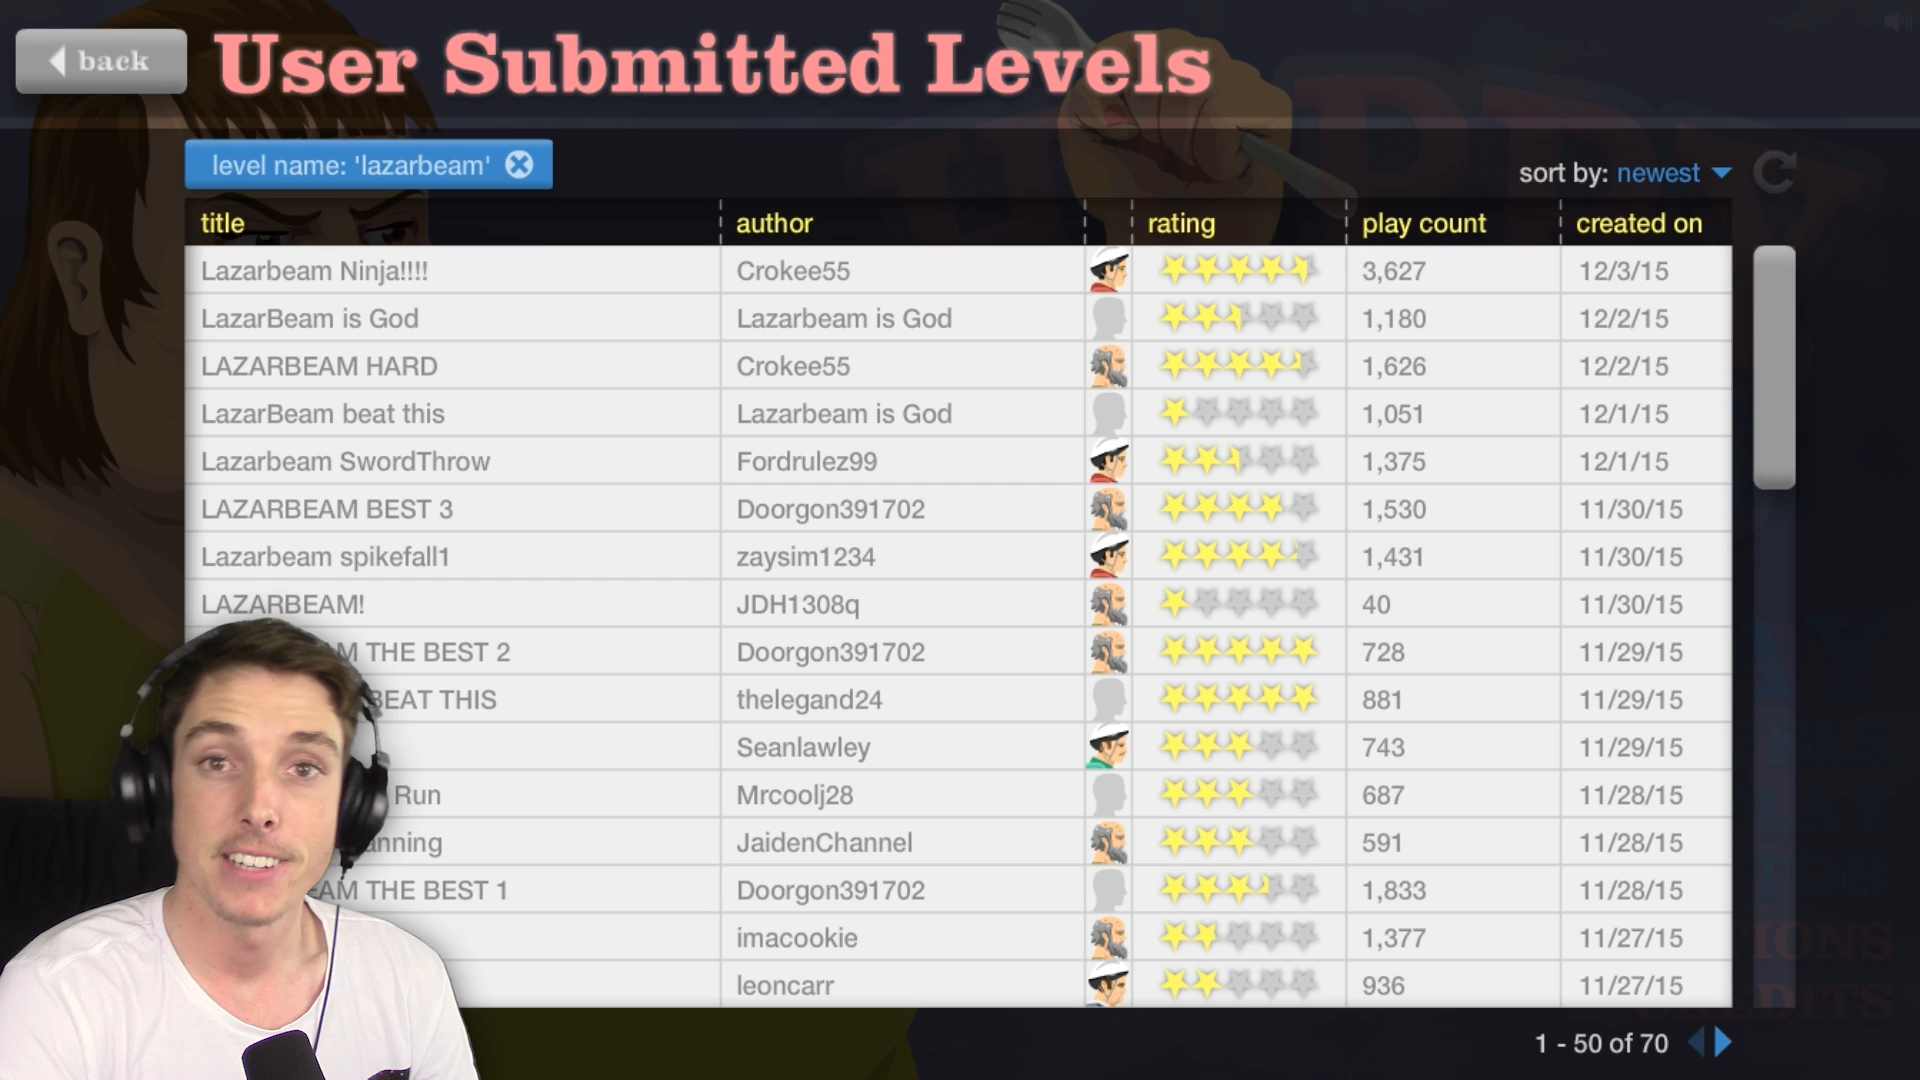 back
User Submitted Levels
level name: 'lazarbeam'
sort by: newest
title author rating play count created on
Lazarbeam Ninja!!!! Crokee55 3,627 12/3/15
LazarBeam is God Lazarbeam is God 1,180 12/2/15
LAZARBEAM HARD Crokee55 1,626 12/2/15
LazarBeam beat this Lazarbeam is God 1,051 12/1/15
Lazarbeam SwordThrow Fordrulez99 1,375 12/1/15
LAZARBEAM BEST 3 Doorgon391702 1,530 11/30/15
Lazarbeam spikefall1 zaysim1234 1,431 11/30/15
LAZARBEAM! JDH1308q 40 11/30/15
M THE BEST 2 Doorgon391702 728 11/29/15
BEAT THIS thelegand24 881 11/29/15
Seanlawley 743 11/29/15
Run Mrcoolj28 687 11/28/15
anning JaidenChannel 591 11/28/15
AM THE BEST 1 Doorgon391702 1,833 11/28/15
imacookie 1,377 11/27/15
leoncarr 936 11/27/15
1 - 50 of 70